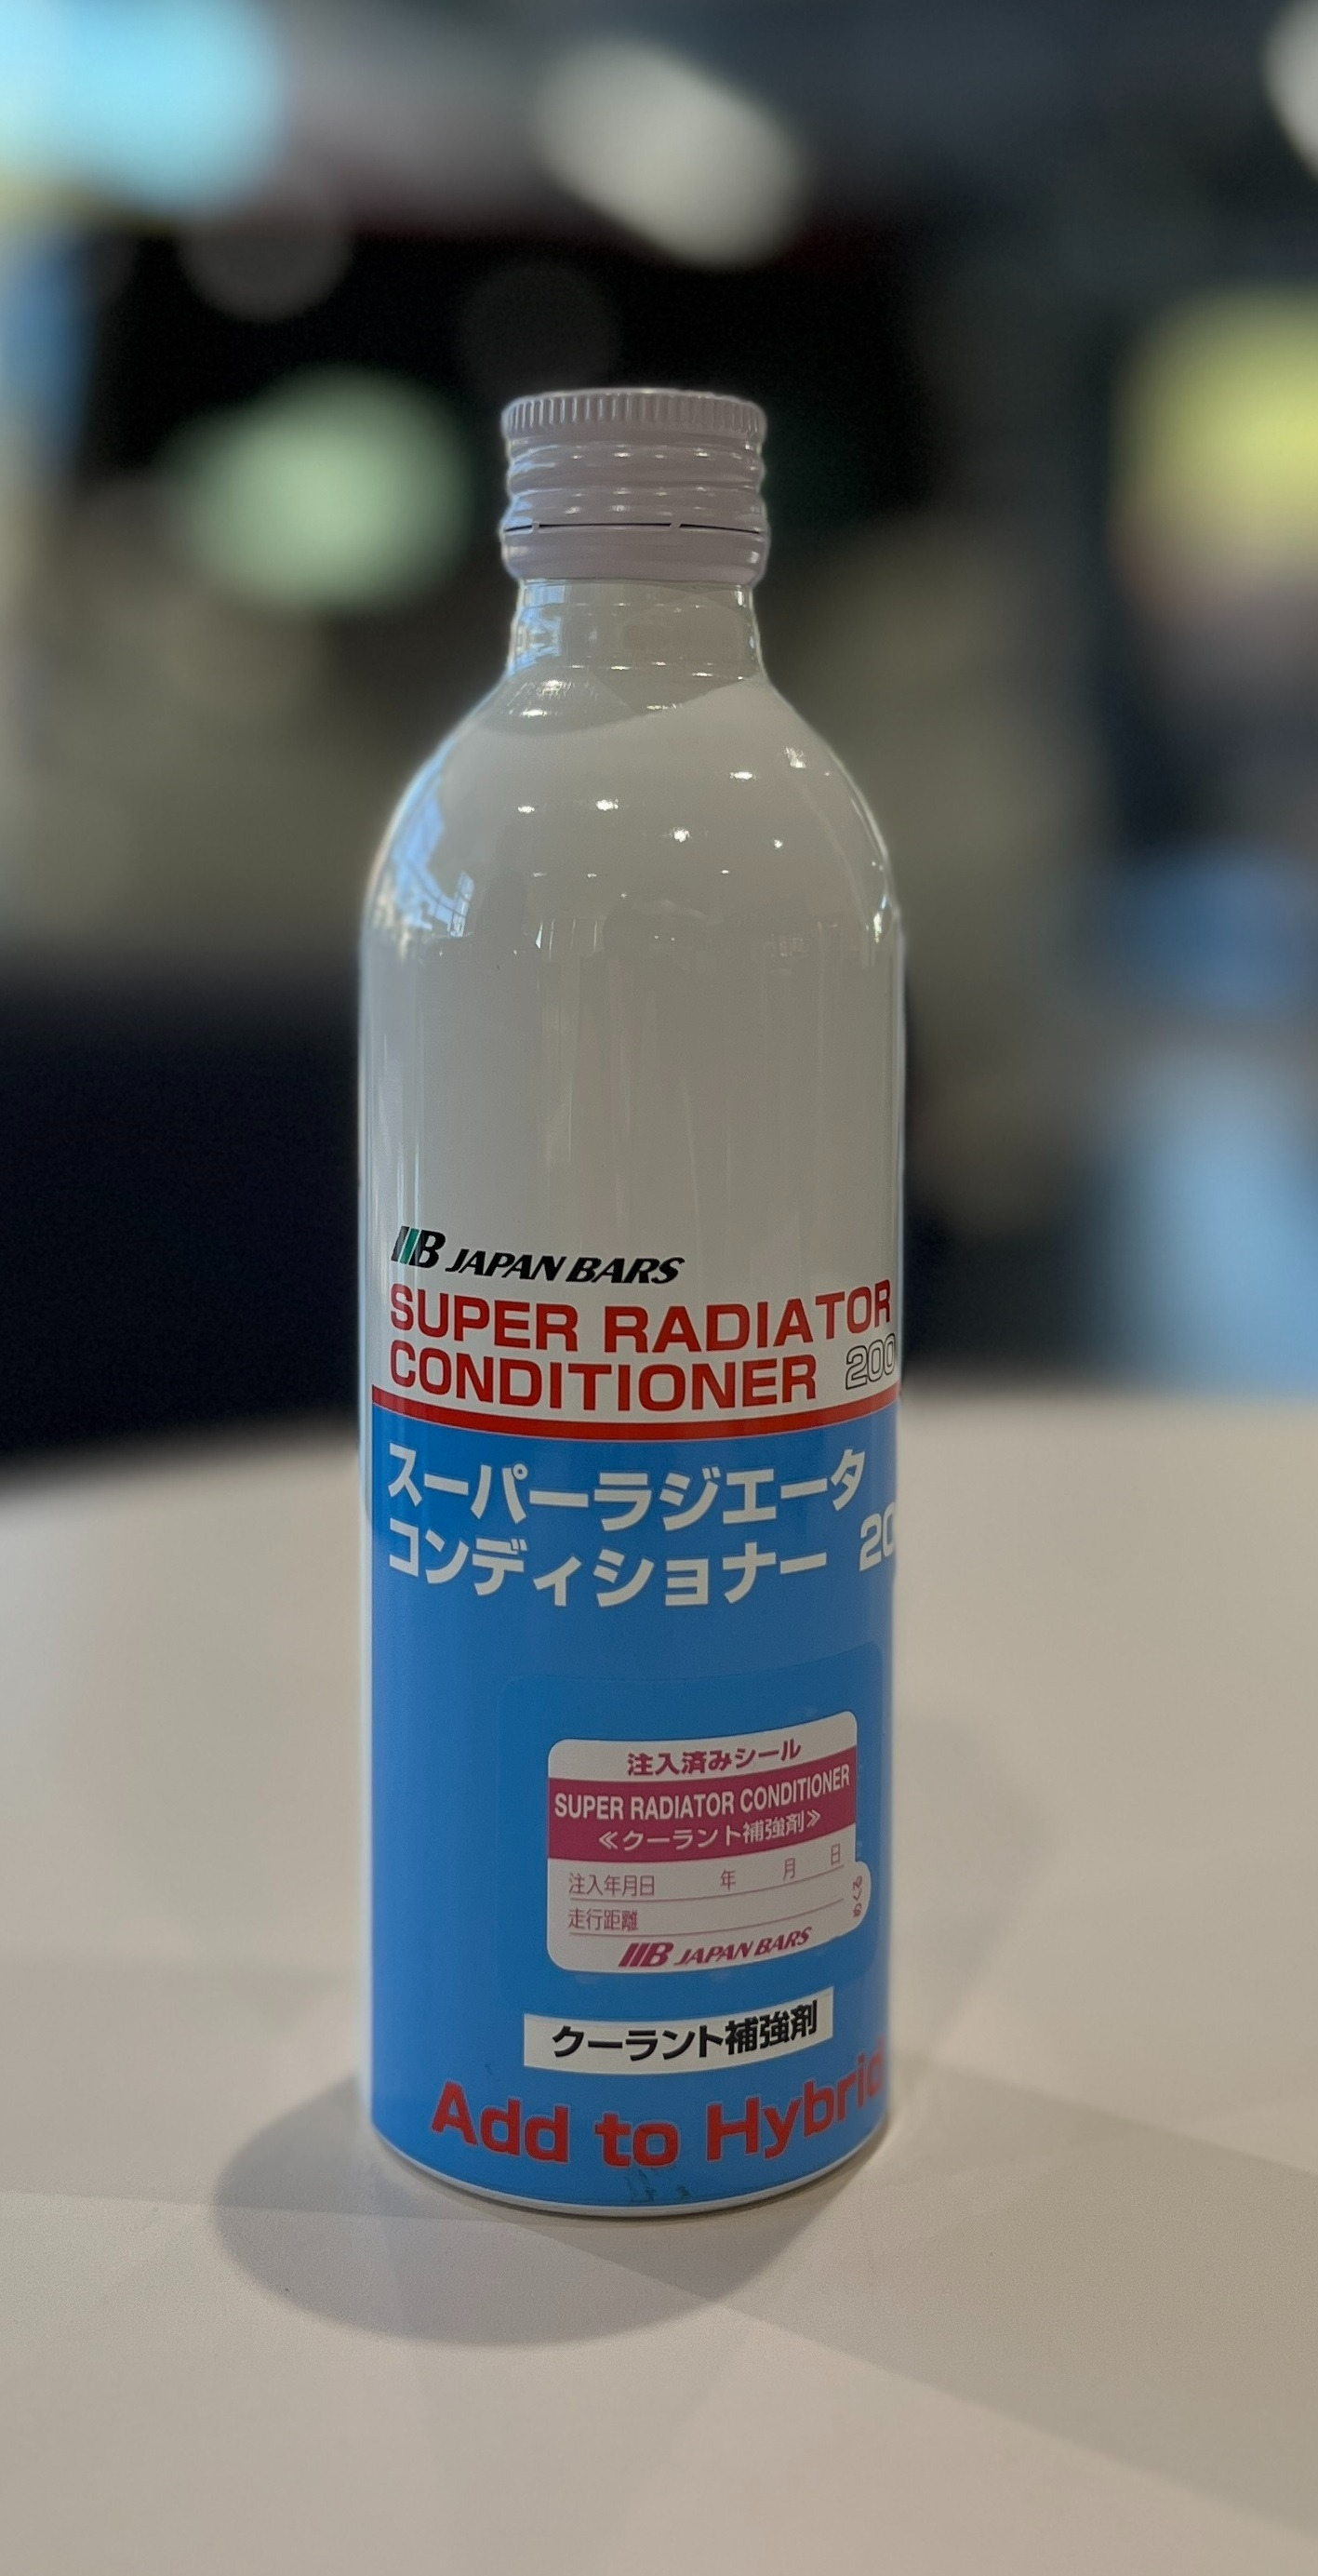 JAPAN BARS
SUPER RADIATOR
CONDITIONER 200
スーパーラジエータ
コンディショナー 20
注入済みシール
SUPER RADIATOR CONDITIONER
≪クーラント補強剤≫
注入年月日 年 月 日
走行距離
めくる
JAPAN BARS
クーラント補強剤
Add to Hybrid